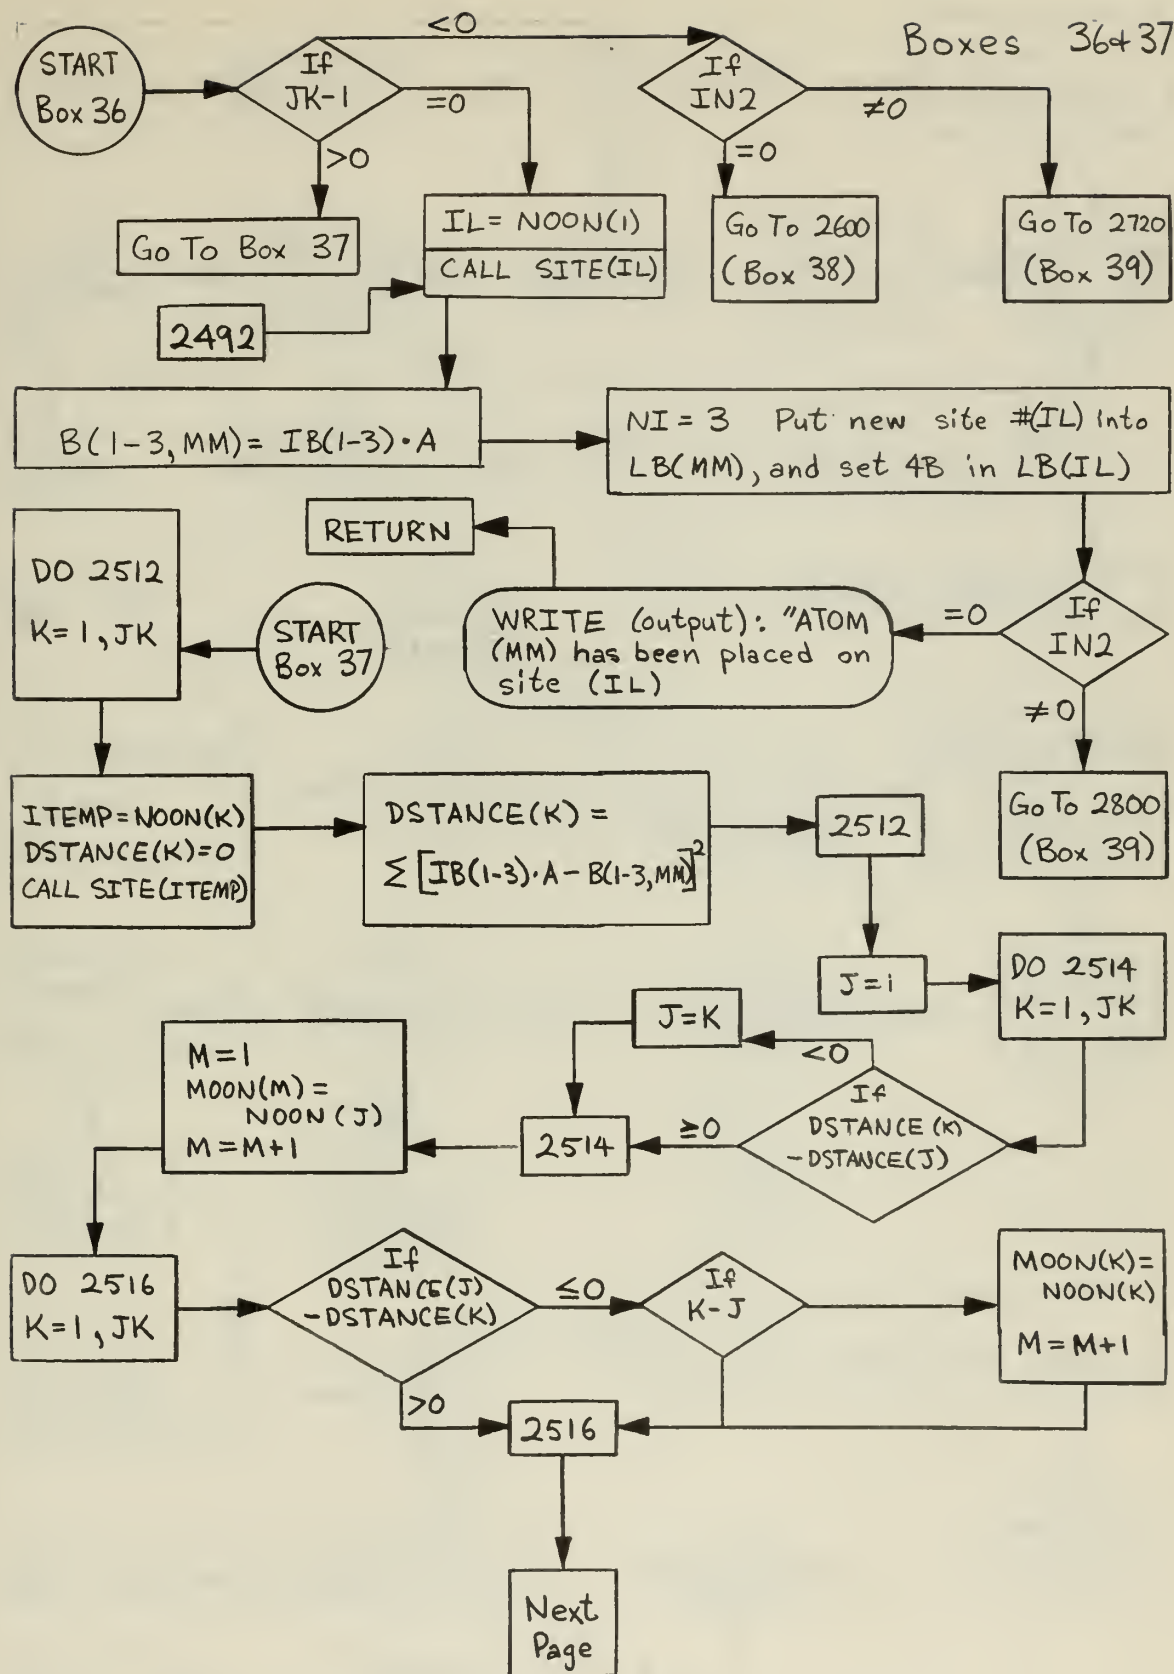 Boxes 36&37
START
Box 36
If
JK-1
<0
=0
>0
If
IN2
≠0
=0
Go To Box 37
IL= NOON(1)
CALL SITE(IL)
Go To 2600
(Box 38)
Go To 2720
(Box 39)
2492
B(1-3,MM)= IB(1-3)·A
NI = 3 Put new site #(IL) into
LB(MM), and set 4B in LB(IL)
RETURN
WRITE (output): "ATOM
(MM) has been placed on
site (IL)
=0
If
IN2
≠0
Go To 2800
(Box 39)
START
Box 37
DO 2512
K= 1, JK
ITEMP=NOON(K)
DSTANCE(K)=0
CALL SITE(ITEMP)
DSTANCE(K) =
Σ [IB(1-3)·A-B(1-3,MM)]²
2512
J=1
DO 2514
K=1, JK
If
DSTANCE(K)
-DSTANCE(J)
<0
≥0
J=K
2514
M=1
MOON(M)=
NOON(J)
M=M+1
DO 2516
K=1, JK
If
DSTANCE(J)
-DSTANCE(K)
≤0
>0
If
K-J
MOON(K)=
NOON(K)
M=M+1
2516
Next
Page